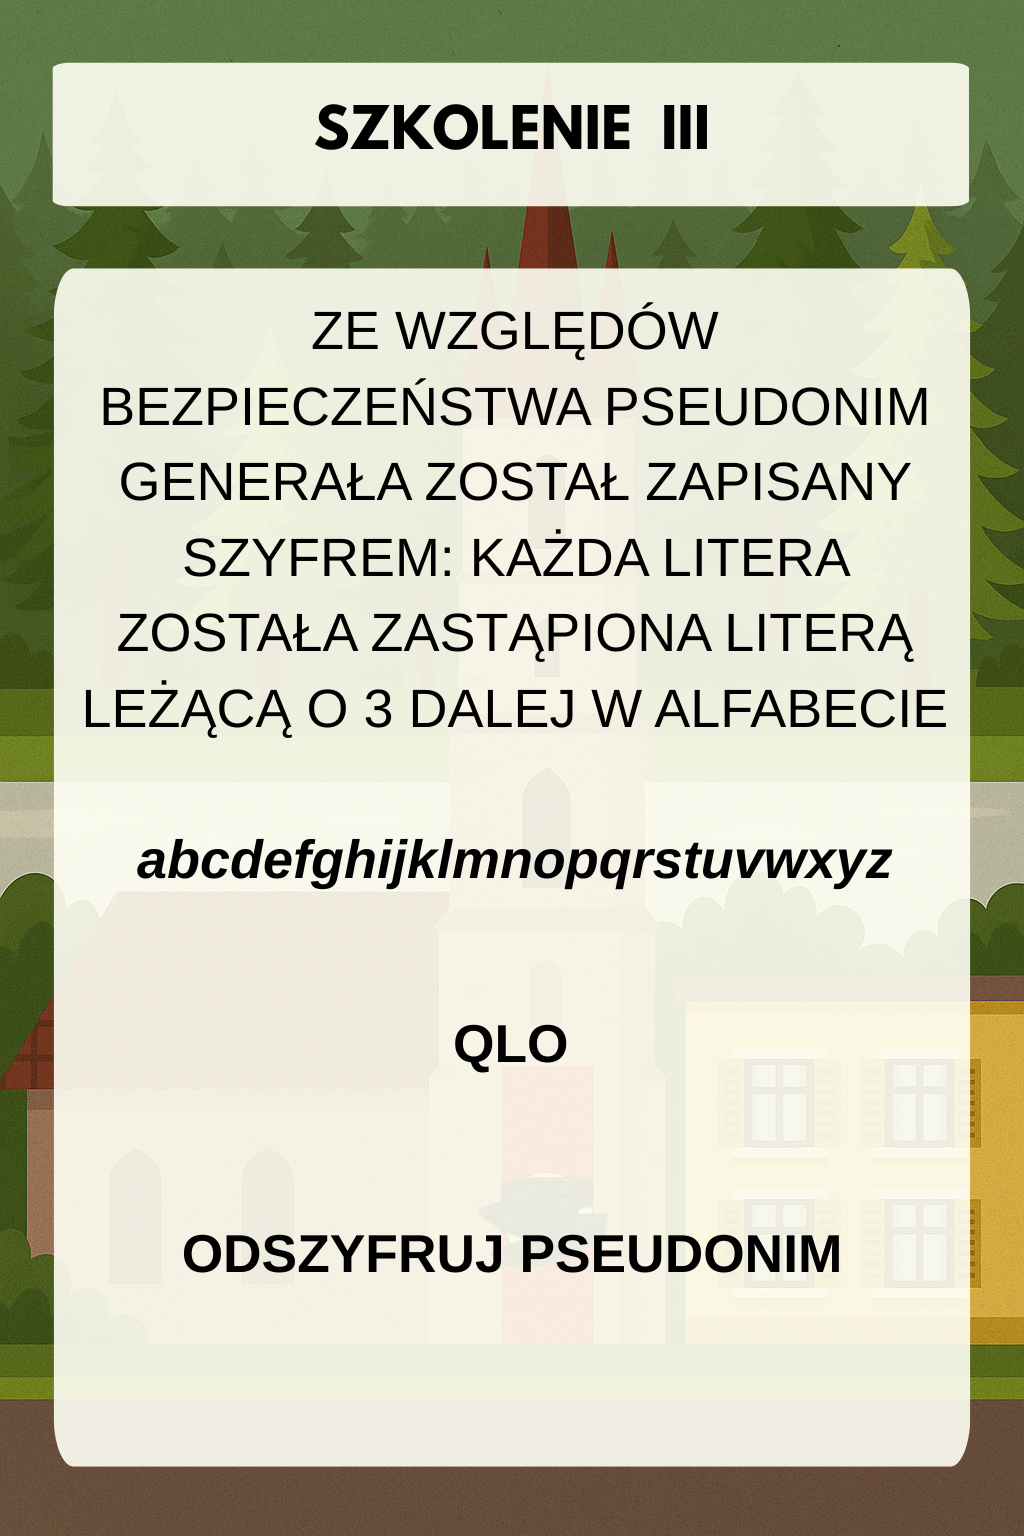 SZKOLENIE III
ZE WZGLĘDÓW
BEZPIECZEŃSTWA PSEUDONIM
GENERAŁA ZOSTAŁ ZAPISANY
SZYFREM: KAŻDA LITERA
ZOSTAŁA ZASTĄPIONA LITERĄ
LEŻĄCĄ O 3 DALEJ W ALFABECIE
abcdefghijklmnopqrstuvwxyz
QLO
ODSZYFRUJ PSEUDONIM